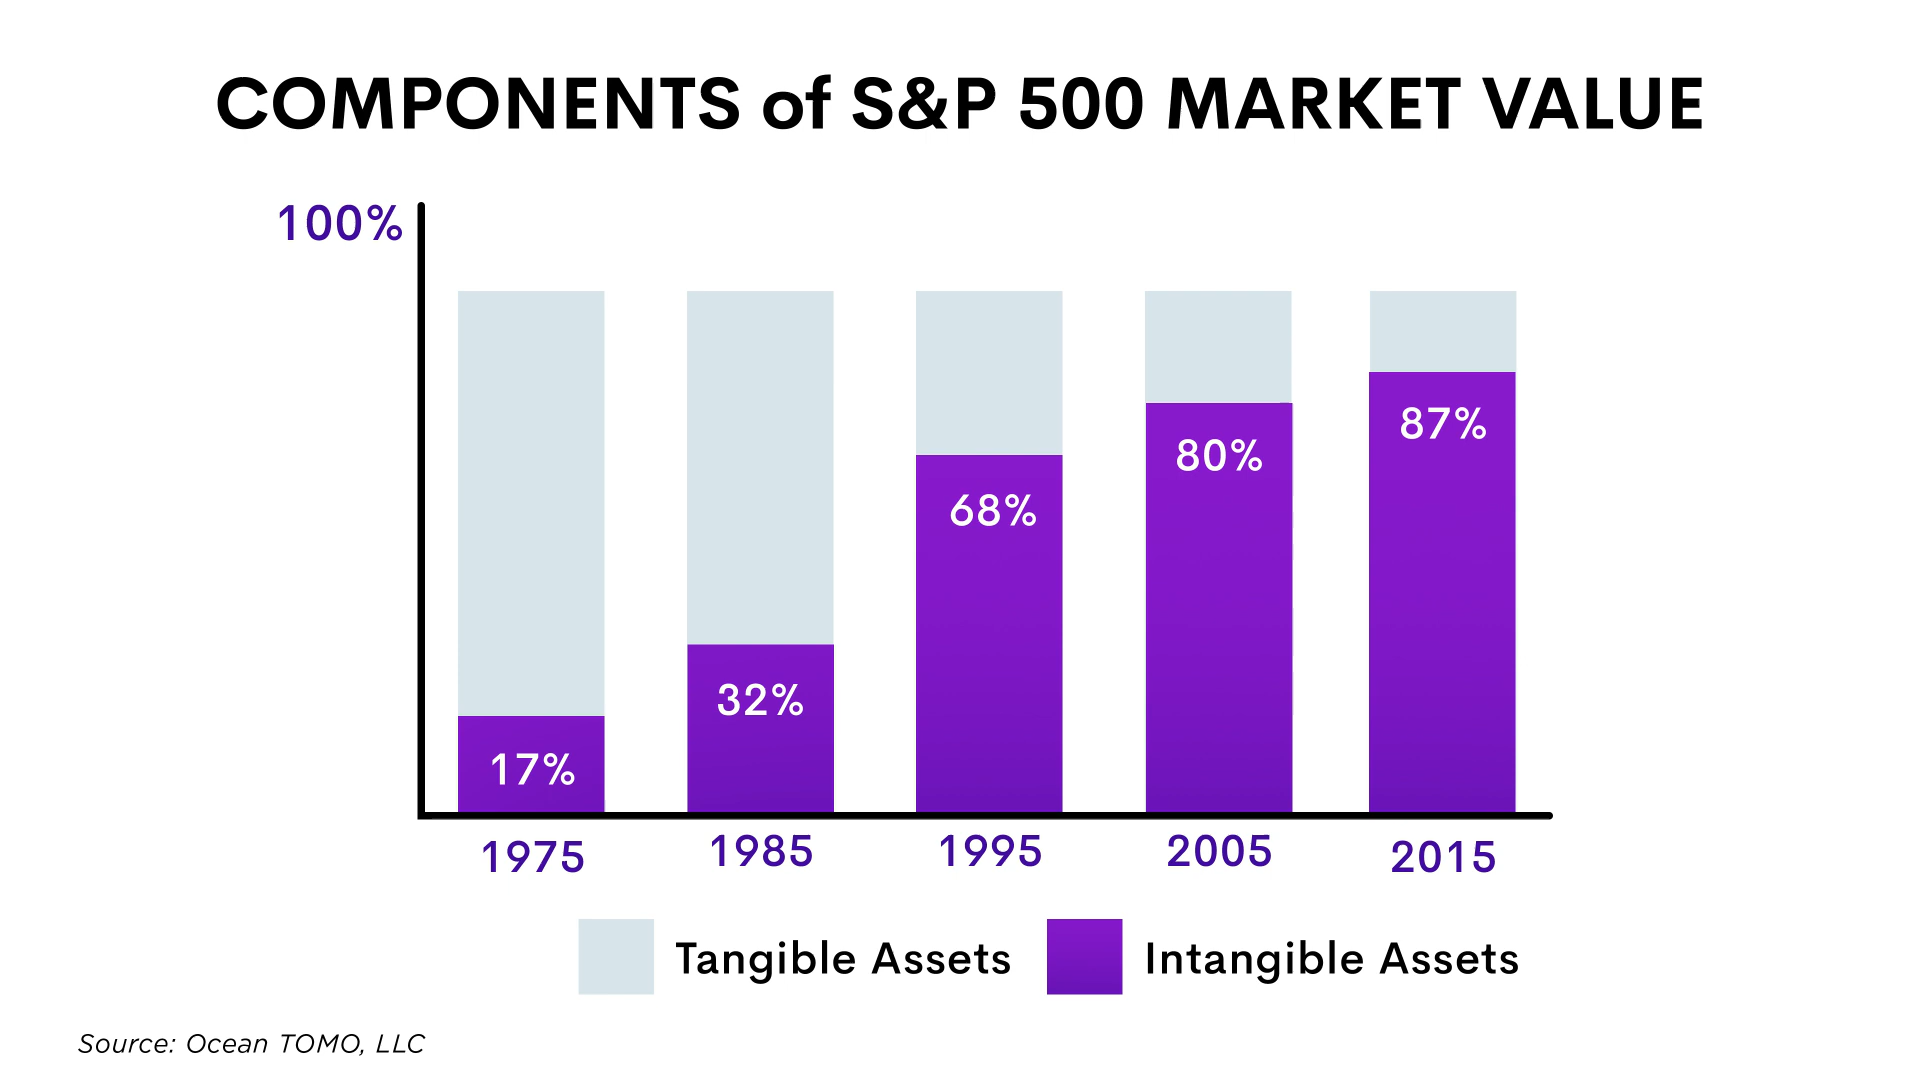 COMPONENTS of S&P 500 MARKET VALUE
100%
17%
32%
68%
80%
87%
1975
1985
1995
2005
2015
Tangible Assets
Intangible Assets
Source: Ocean TOMO, LLC